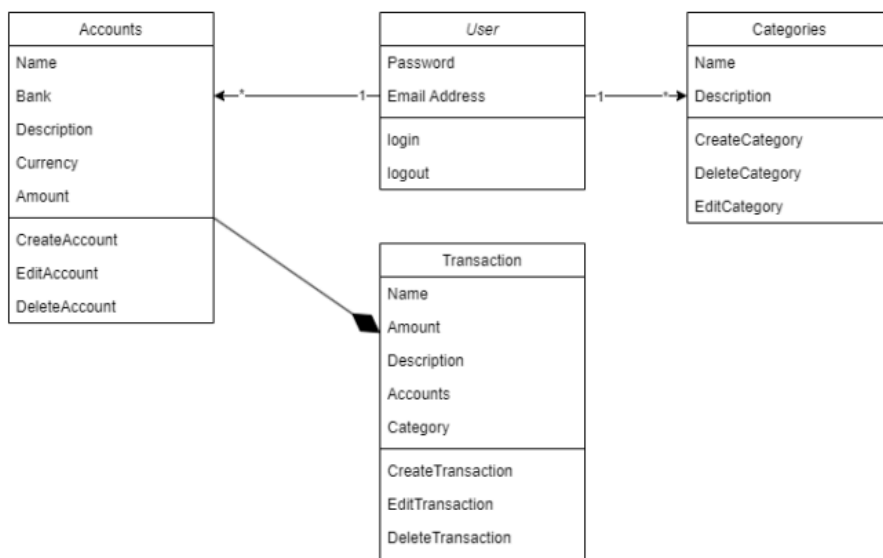 Accounts
Name
Bank
Description
Currency
Amount
CreateAccount
EditAccount
DeleteAccount
*
1
User
Password
Email Address
login
logout
1
*
Categories
Name
Description
CreateCategory
DeleteCategory
EditCategory
Transaction
Name
Amount
Description
Accounts
Category
CreateTransaction
EditTransaction
DeleteTransaction